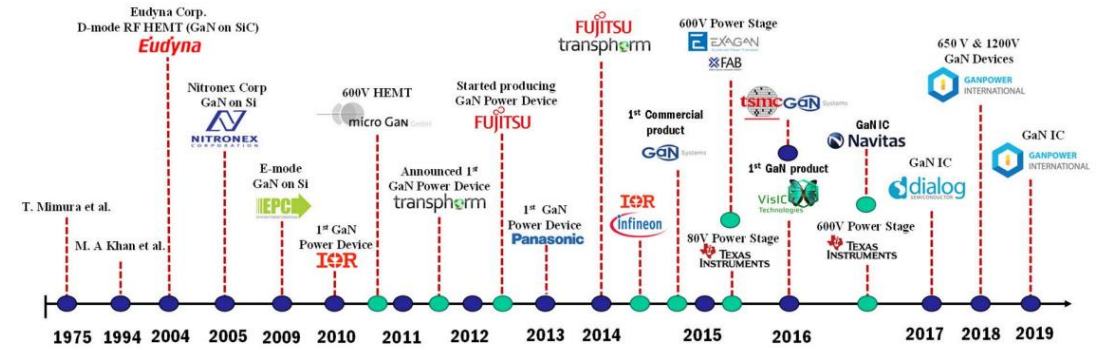 T. Mimura et al.
M. A Khan et al.
Eudyna Corp.
D-mode RF HEMT (GaN on SiC)
Eudyna
Nitronex Corp
GaN on Si
NITRONEX
CORPORATION
E-mode
GaN on Si
EPC
1st GaN
Power Device
IOR
600V HEMT
micro GaN GmbH
Announced 1st
GaN Power Device
transphorm
Started producing
GaN Power Device
FUJITSU
1st GaN
Power Device
Panasonic
FUJITSU
transphorm
IOR
infineon
1st Commercial
product
GaN Systems
600V Power Stage
EXAGAN
XFAB
80V Power Stage
TEXAS
INSTRUMENTS
tsmc GaN Systems
1st GaN product
VisIC
Technologies
GaN IC
Navitas
600V Power Stage
TEXAS
INSTRUMENTS
GaN IC
dialog
SEMICONDUCTOR
650 V & 1200V
GaN Devices
GANPOWER
INTERNATIONAL
GaN IC
GANPOWER
INTERNATIONAL
1975 1994 2004 2005 2009 2010 2011 2012 2013 2014 2015 2016 2017 2018 2019